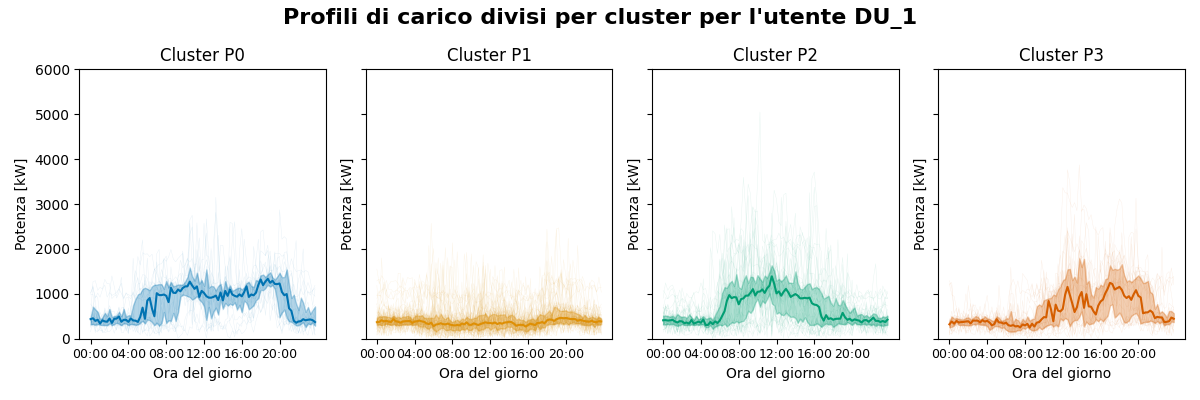 Profili di carico divisi per cluster per l'utente DU_1
Cluster P0
Cluster P1
Cluster P2
Cluster P3
6000
5000
4000
3000
2000
1000
0
Potenza [kW]
Potenza [kW]
Potenza [kW]
Potenza [kW]
00:00 04:00 08:00 12:00 16:00 20:00
00:00 04:00 08:00 12:00 16:00 20:00
00:00 04:00 08:00 12:00 16:00 20:00
00:00 04:00 08:00 12:00 16:00 20:00
Ora del giorno
Ora del giorno
Ora del giorno
Ora del giorno